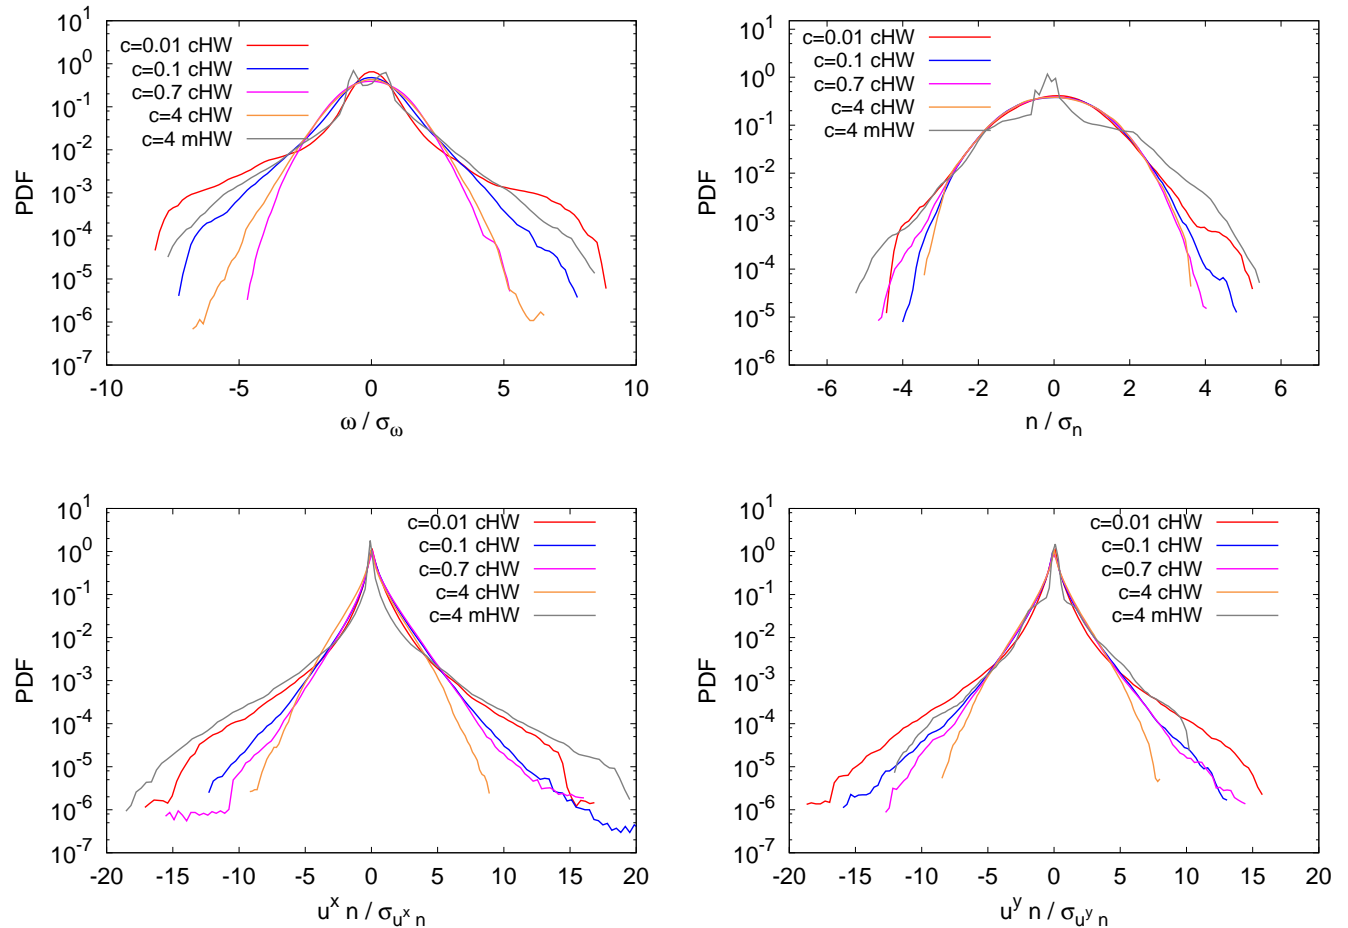 10^1
10^0
10^-1
10^-2
10^-3
10^-4
10^-5
10^-6
10^-7
PDF
c=0.01 cHW
c=0.1 cHW
c=0.7 cHW
c=4 cHW
c=4 mHW
-10 -5 0 5 10
ω / σ_ω
10^1
10^0
10^-1
10^-2
10^-3
10^-4
10^-5
10^-6
PDF
c=0.01 cHW
c=0.1 cHW
c=0.7 cHW
c=4 cHW
c=4 mHW
-6 -4 -2 0 2 4 6
n / σ_n
10^1
10^0
10^-1
10^-2
10^-3
10^-4
10^-5
10^-6
10^-7
PDF
c=0.01 cHW
c=0.1 cHW
c=0.7 cHW
c=4 cHW
c=4 mHW
-20 -15 -10 -5 0 5 10 15 20
u^x n / σ_{u^x n}
10^1
10^0
10^-1
10^-2
10^-3
10^-4
10^-5
10^-6
10^-7
PDF
c=0.01 cHW
c=0.1 cHW
c=0.7 cHW
c=4 cHW
c=4 mHW
-20 -15 -10 -5 0 5 10 15 20
u^y n / σ_{u^y n}